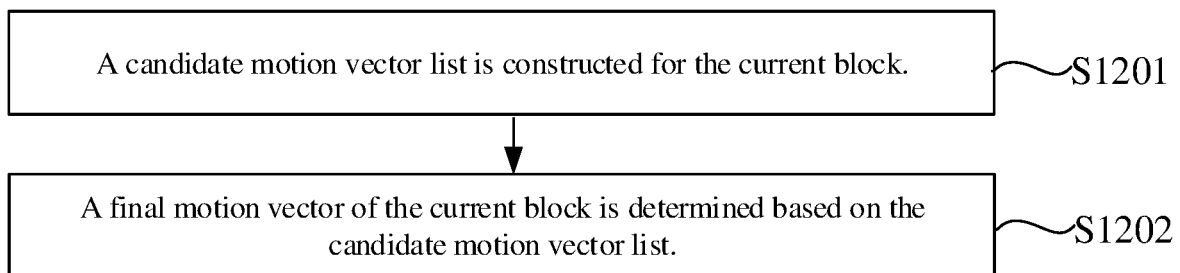 A candidate motion vector list is constructed for the current block.
S1201
A final motion vector of the current block is determined based on the
candidate motion vector list.
S1202